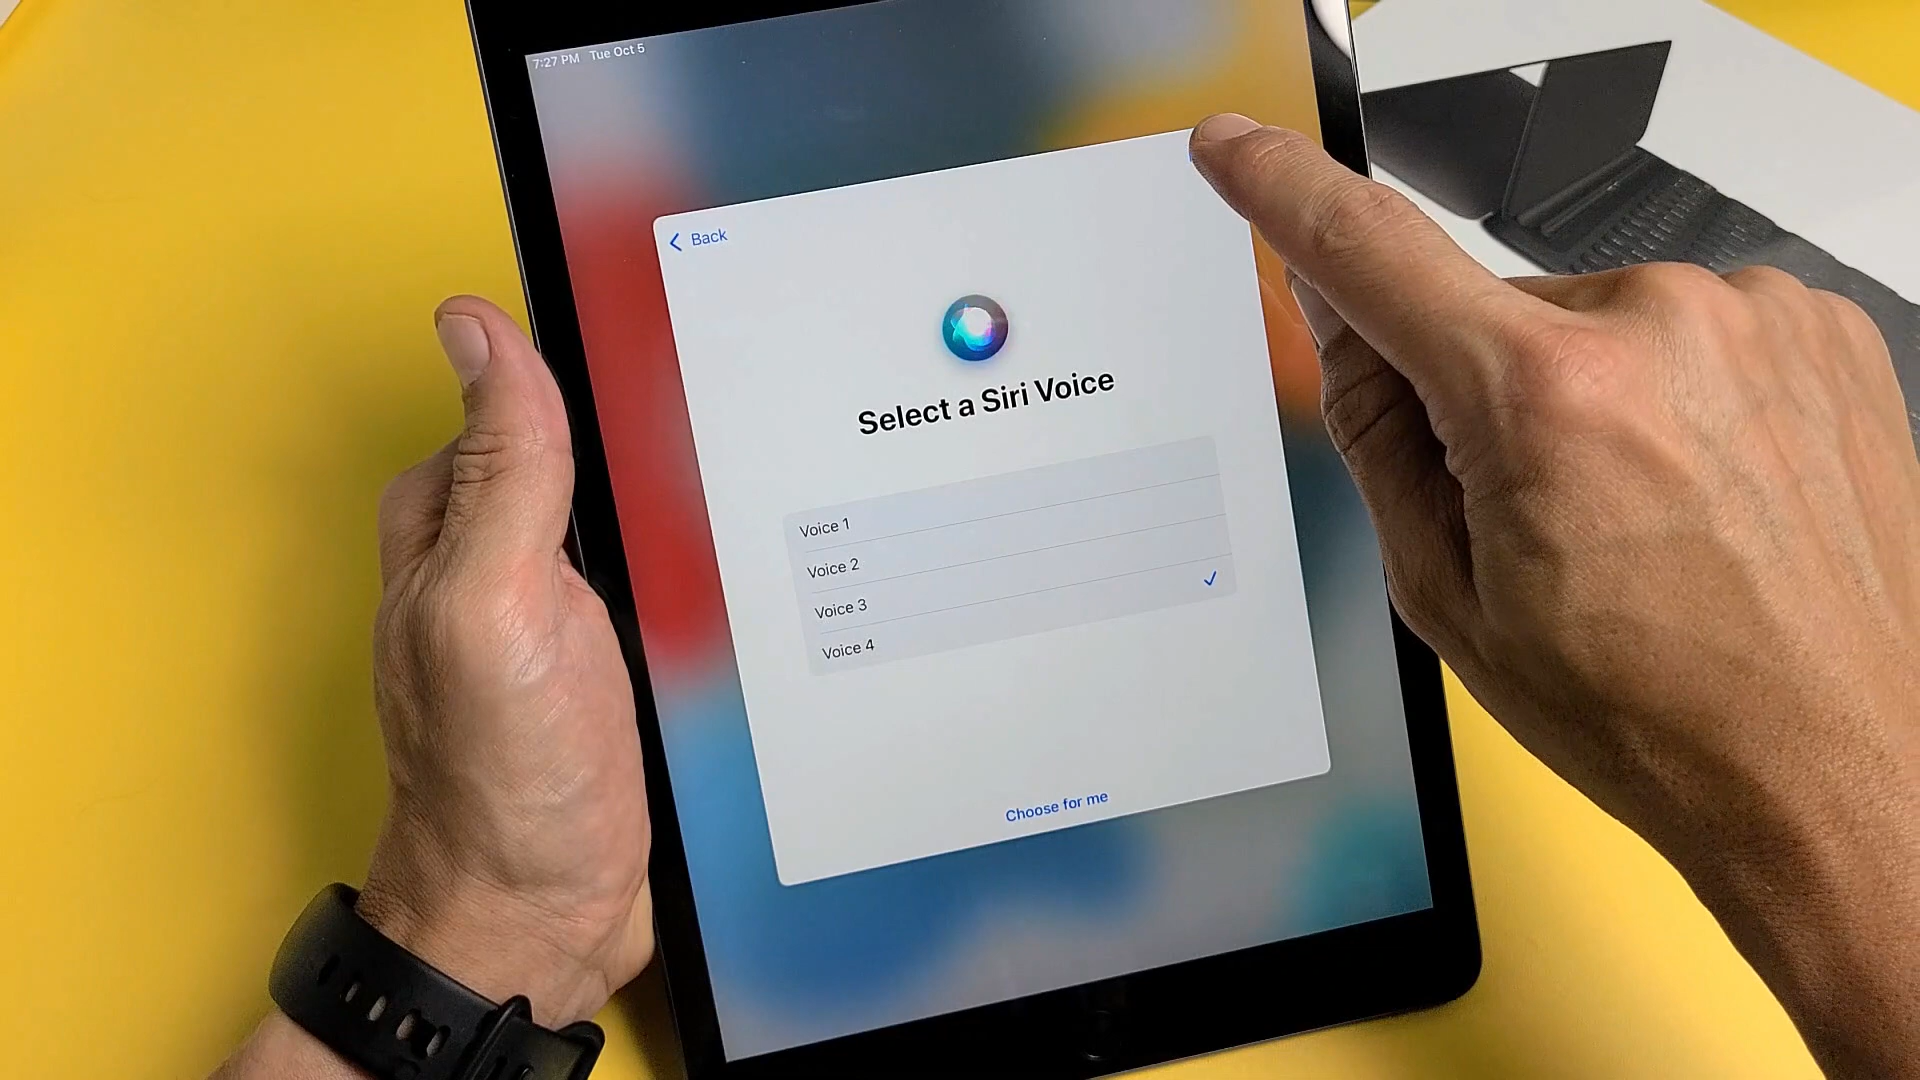 7:27 PM Tue Oct 5
Back
Select a Siri Voice
Voice 1
Voice 2
Voice 3
Voice 4
Choose for me